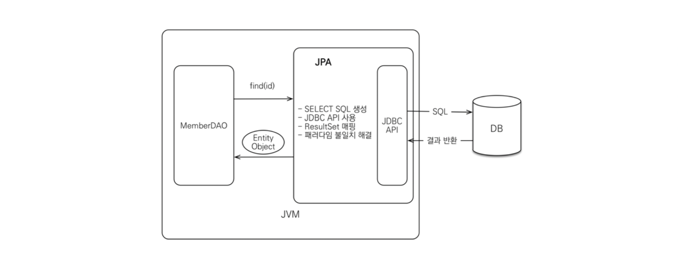 JPA
find(id)
MemberDAO
Entity
Object
- SELECT SQL 생성
- JDBC API 사용
- ResultSet 매핑
- 패러다임 불일치 해결
JDBC
API
SQL
결과 반환
DB
JVM